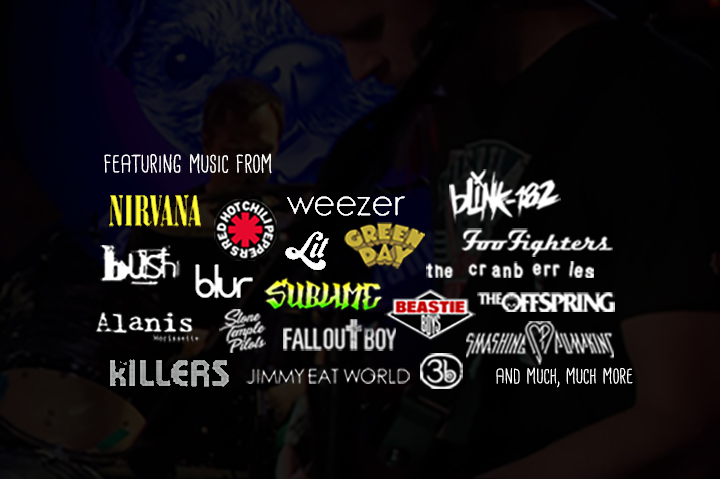 FEATURING MUSIC FROM
NIRVANA
RED HOT CHILI PEPPERS
weezer
blink-182
Lit
GREEN DAY
Foo Fighters
bush
blur
the cranberries
SUBLIME
BEASTIE
BOYS
THE OFFSPRING
Alanis
Morissette
Stone
Temple
Pilots
FALL OUT BOY
SMASHING PUMPKINS
KILLERS
JIMMY EAT WORLD
3b
AND MUCH, MUCH MORE